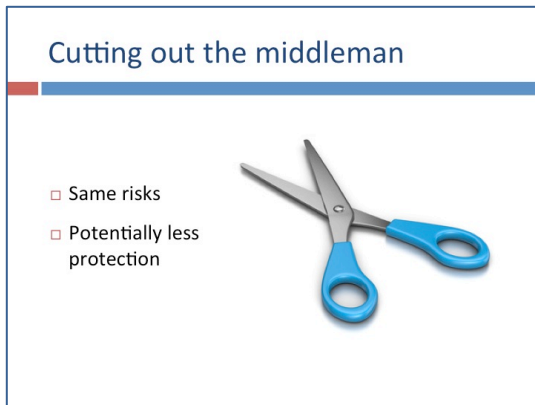 Cutting out the middleman
Same risks
Potentially less
protection